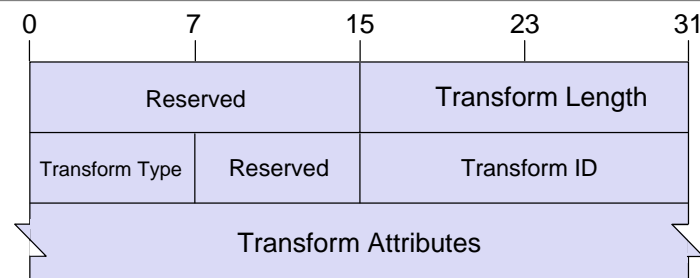 0 7 15 23 31
Reserved Transform Length
Transform Type Reserved Transform ID
Transform Attributes